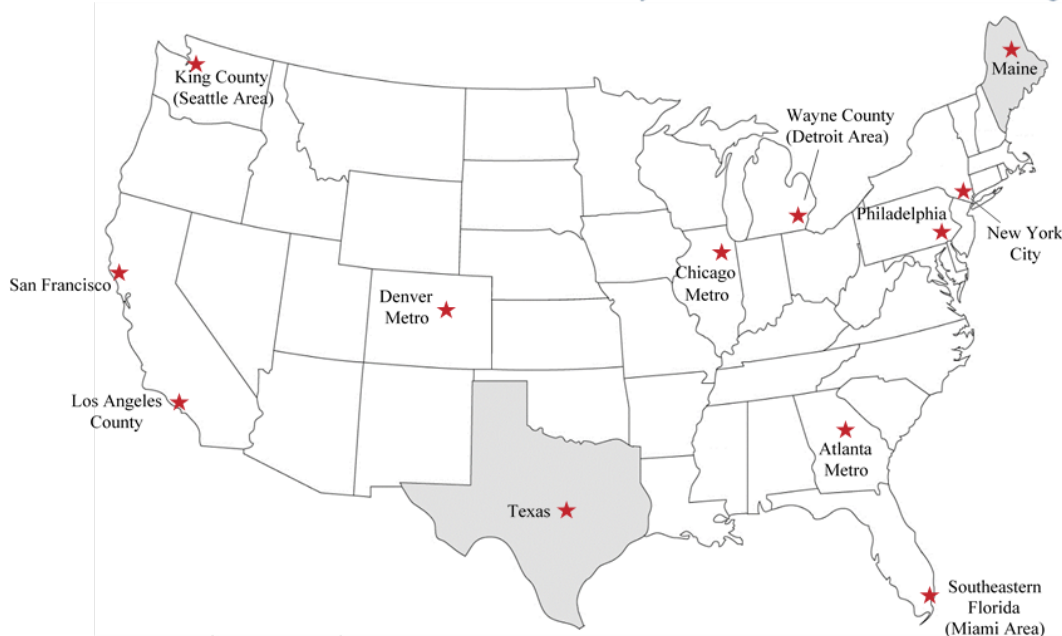 King County
(Seattle Area)
Maine
Wayne County
(Detroit Area)
Philadelphia
New York
City
San Francisco
Denver
Metro
Chicago
Metro
Los Angeles
County
Atlanta
Metro
Texas
Southeastern
Florida
(Miami Area)